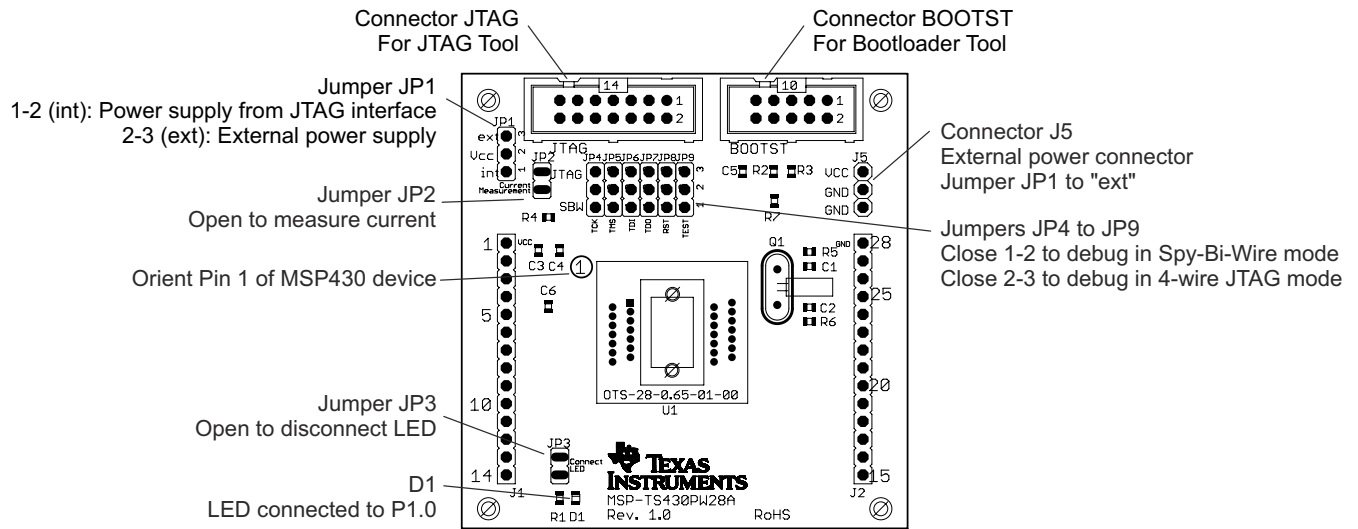 Connector JTAG
For JTAG Tool
Connector BOOTST
For Bootloader Tool
Jumper JP1
1-2 (int): Power supply from JTAG interface
2-3 (ext): External power supply
Jumper JP2
Open to measure current
Orient Pin 1 of MSP430 device
Jumper JP3
Open to disconnect LED
D1
LED connected to P1.0
Connector J5
External power connector
Jumper JP1 to "ext"
Jumpers JP4 to JP9
Close 1-2 to debug in Spy-Bi-Wire mode
Close 2-3 to debug in 4-wire JTAG mode
14
1
2
JTAG
10
1
2
BOOTST
JP1
ext
Vcc
int
3
2
1
JP2
Current
Measurement
JP4 JP5 JP6 JP7 JP8 JP9
JTAG
SBW
3
2
1
TCK TMS TDI TDO RST TEST
C5 R2 R3
R7
J5
VCC
GND
GND
R4
1
VCC
C3 C4
1
C6
5
10
14
J1
Q1
R5
C1
C2
R6
GND
28
25
20
15
J2
OTS-28-0.65-01-00
U1
JP3
Connect
LED
R1 D1
TEXAS
INSTRUMENTS
MSP-TS430PW28A
Rev. 1.0
RoHS